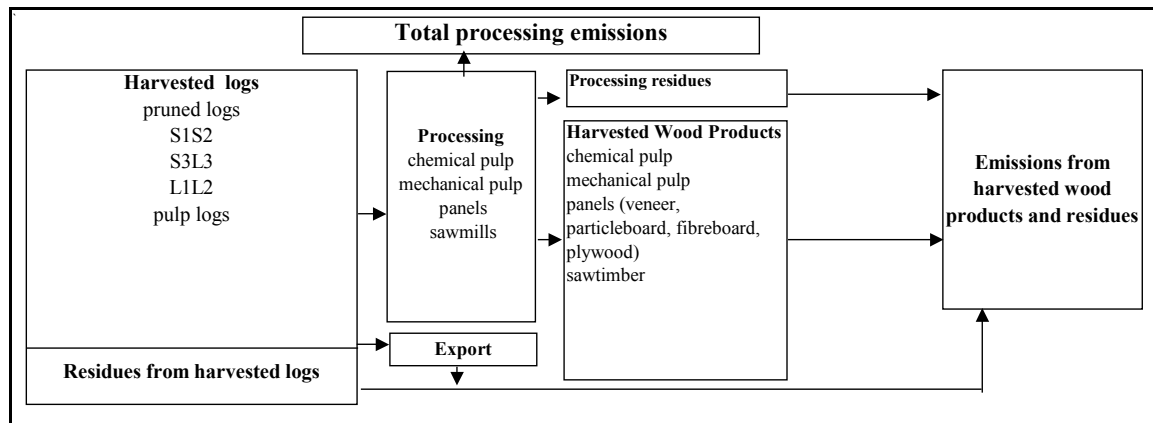 Total processing emissions
Harvested logs
pruned logs
S1S2
S3L3
L1L2
pulp logs
Residues from harvested logs
Processing
chemical pulp
mechanical pulp
panels
sawmills
Export
Processing residues
Harvested Wood Products
chemical pulp
mechanical pulp
panels (veneer,
particleboard, fibreboard,
plywood)
sawtimber
Emissions from
harvested wood
products and residues